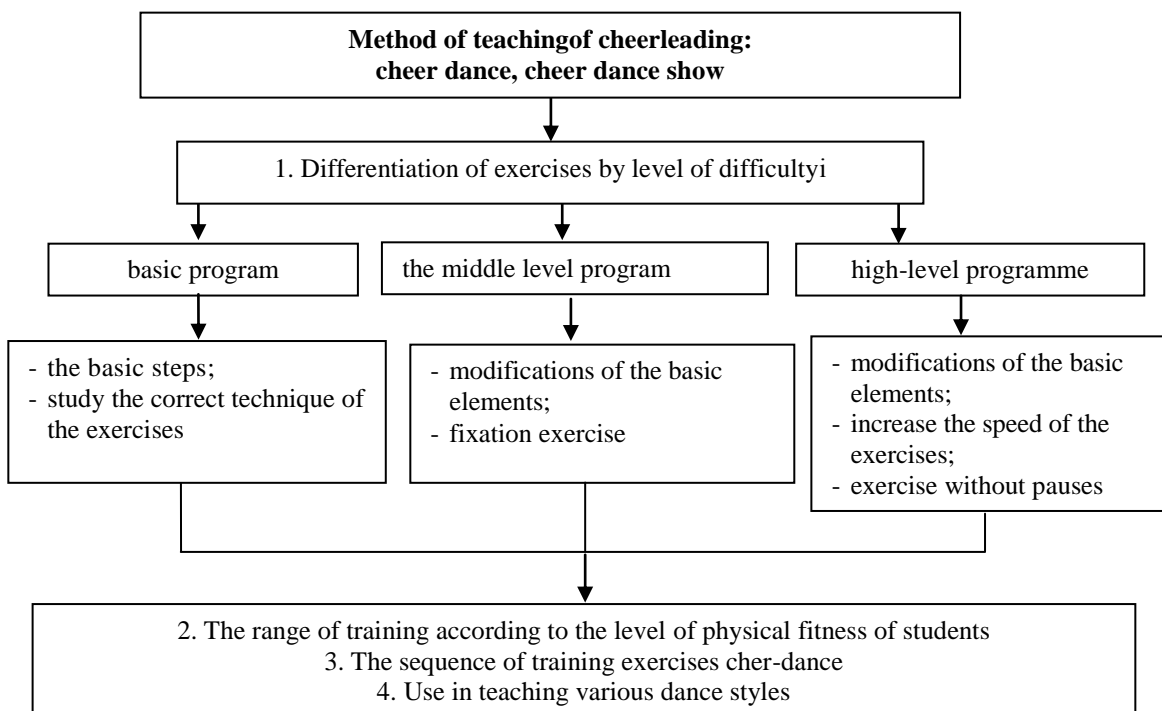 Method of teachingof cheerleading:
cheer dance, cheer dance show
1. Differentiation of exercises by level of difficultyi
basic program
the middle level program
high-level programme
- the basic steps;
- study the correct technique of
the exercises
- modifications of the basic
elements;
- fixation exercise
- modifications of the basic
elements;
- increase the speed of the
exercises;
- exercise without pauses
2. The range of training according to the level of physical fitness of students
3. The sequence of training exercises cher-dance
4. Use in teaching various dance styles